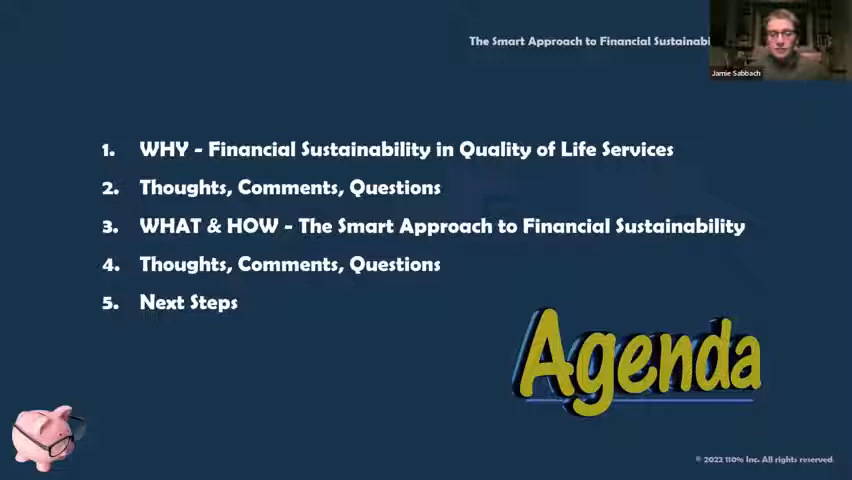 The Smart Approach to Financial Sustainabi
Jamie Sabbach
1. WHY - Financial Sustainability in Quality of Life Services
2. Thoughts, Comments, Questions
3. WHAT & HOW - The Smart Approach to Financial Sustainability
4. Thoughts, Comments, Questions
5. Next Steps
Agenda
© 2022 110% Inc. All rights reserved.